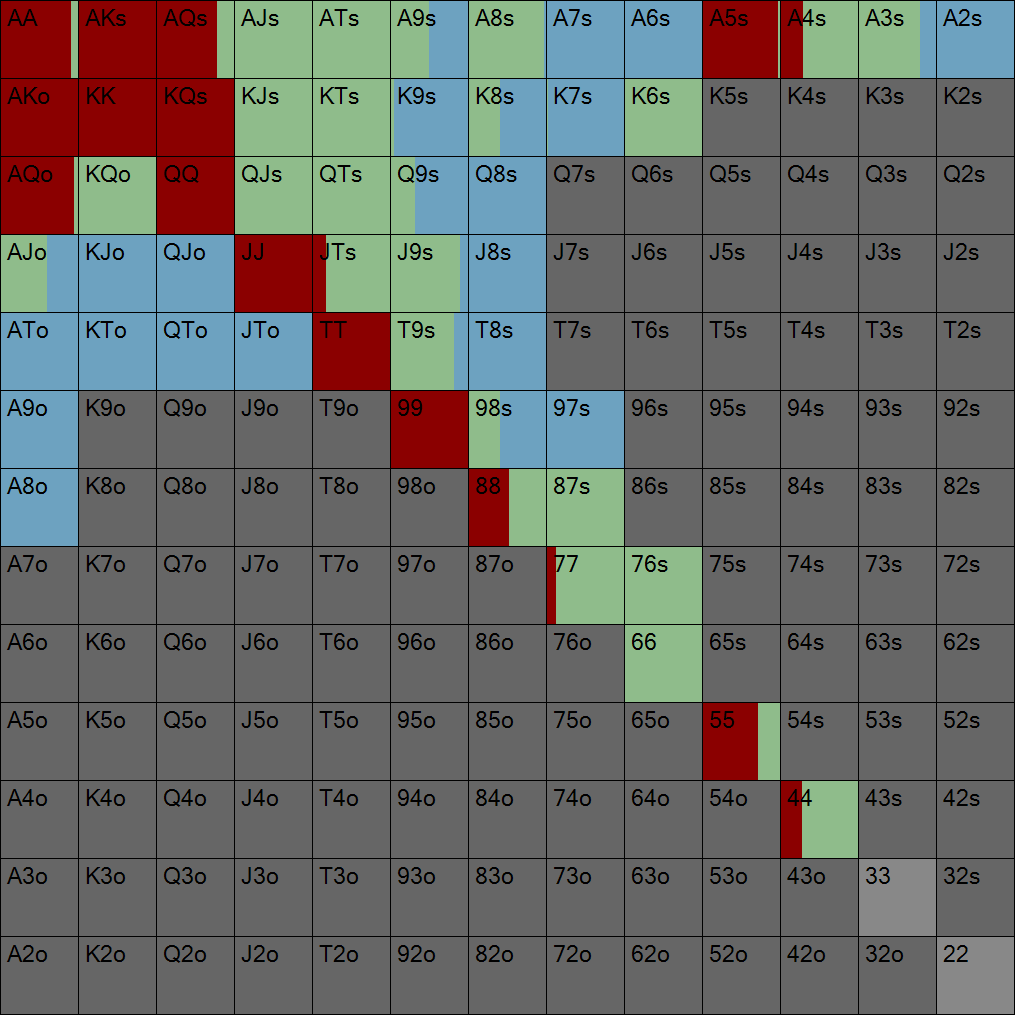 AA AKs AQs AJs ATs A9s A8s A7s A6s A5s A4s A3s A2s
AKo KK KQs KJs KTs K9s K8s K7s K6s K5s K4s K3s K2s
AQo KQo QQ QJs QTs Q9s Q8s Q7s Q6s Q5s Q4s Q3s Q2s
AJo KJo QJo JJ JTs J9s J8s J7s J6s J5s J4s J3s J2s
ATo KTo QTo JTo TT T9s T8s T7s T6s T5s T4s T3s T2s
A9o K9o Q9o J9o T9o 99 98s 97s 96s 95s 94s 93s 92s
A8o K8o Q8o J8o T8o 98o 88 87s 86s 85s 84s 83s 82s
A7o K7o Q7o J7o T7o 97o 87o 77 76s 75s 74s 73s 72s
A6o K6o Q6o J6o T6o 96o 86o 76o 66 65s 64s 63s 62s
A5o K5o Q5o J5o T5o 95o 85o 75o 65o 55 54s 53s 52s
A4o K4o Q4o J4o T4o 94o 84o 74o 64o 54o 44 43s 42s
A3o K3o Q3o J3o T3o 93o 83o 73o 63o 53o 43o 33 32s
A2o K2o Q2o J2o T2o 92o 82o 72o 62o 52o 42o 32o 22